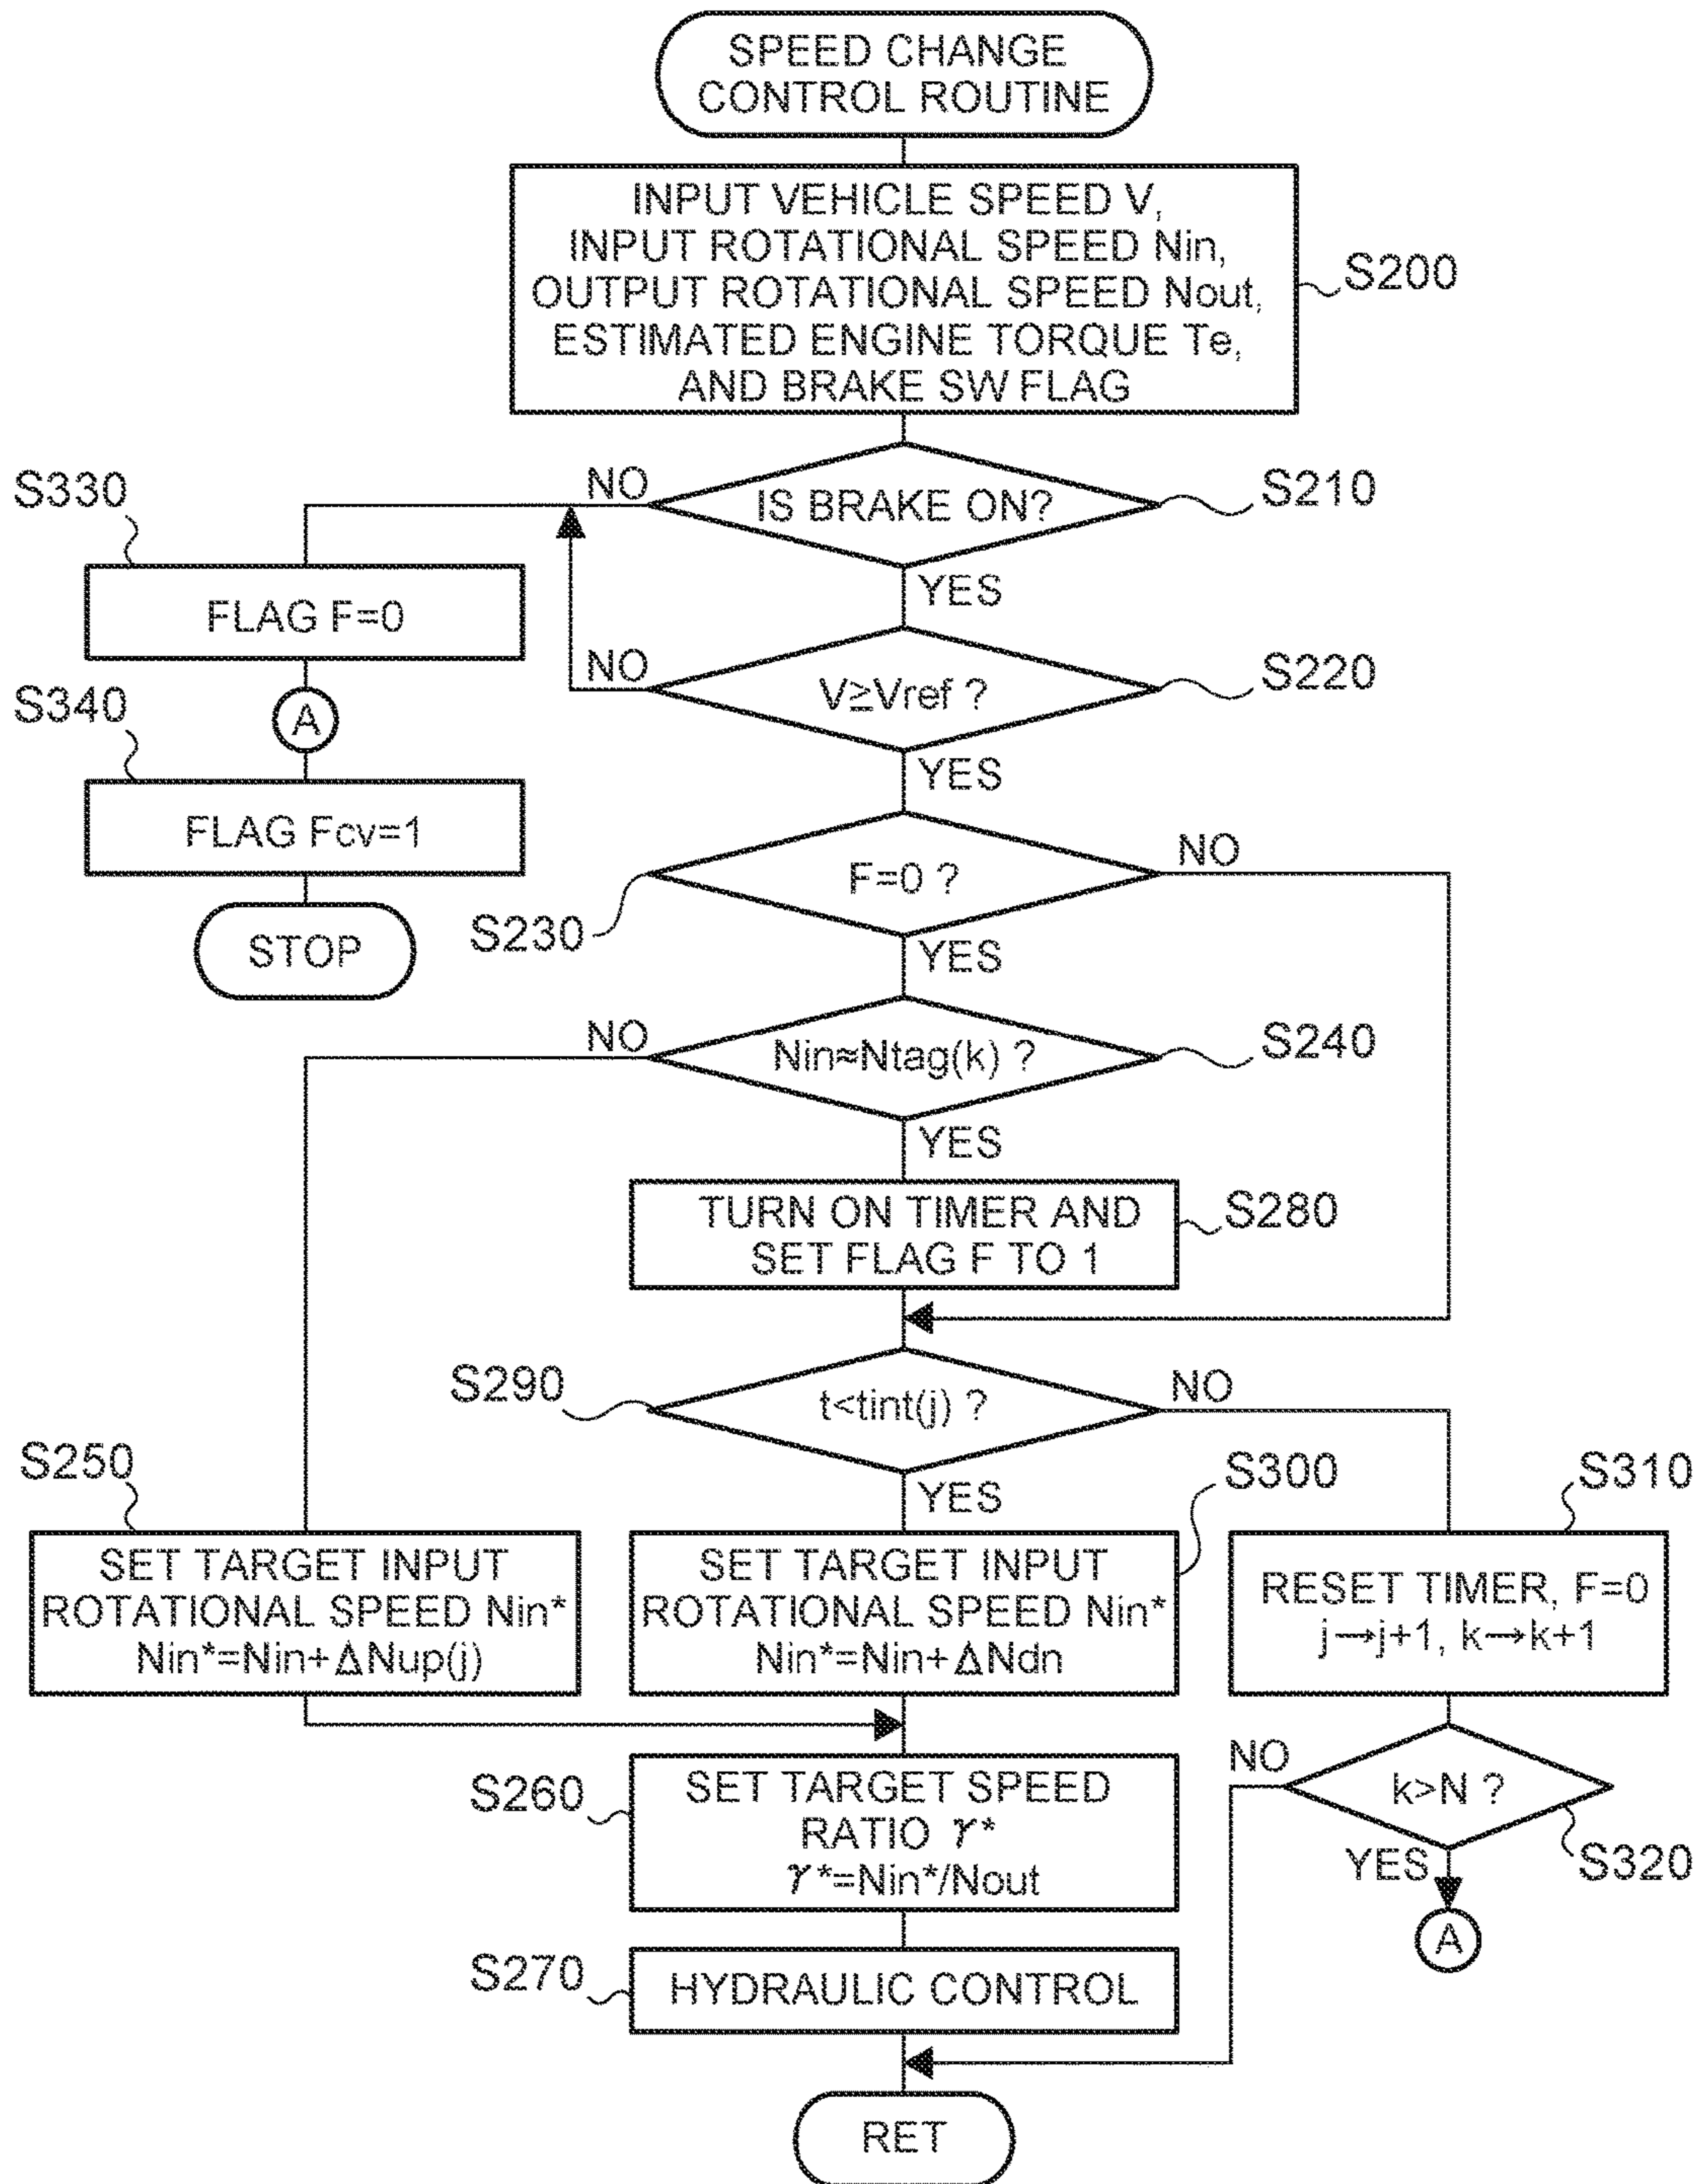 SPEED CHANGE
CONTROL ROUTINE
INPUT VEHICLE SPEED V,
INPUT ROTATIONAL SPEED Nin,
OUTPUT ROTATIONAL SPEED Nout,
ESTIMATED ENGINE TORQUE Te,
AND BRAKE SW FLAG
S200
S330
NO
IS BRAKE ON?
S210
YES
FLAG F=0
NO
V≧Vref ?
S220
S340
A
YES
FLAG Fcv=1
F=0 ?
NO
S230
STOP
YES
NO
Nin≈Ntag(k) ?
S240
YES
TURN ON TIMER AND
SET FLAG F TO 1
S280
S290
t<tint(j) ?
NO
YES
S250
S300
S310
SET TARGET INPUT
ROTATIONAL SPEED Nin*
Nin*=Nin+ΔNup(j)
SET TARGET INPUT
ROTATIONAL SPEED Nin*
Nin*=Nin+ΔNdn
RESET TIMER, F=0
j→j+1, k→k+1
NO
k>N ?
S320
YES
A
S260
SET TARGET SPEED
RATIO γ*
γ*=Nin*/Nout
S270
HYDRAULIC CONTROL
RET